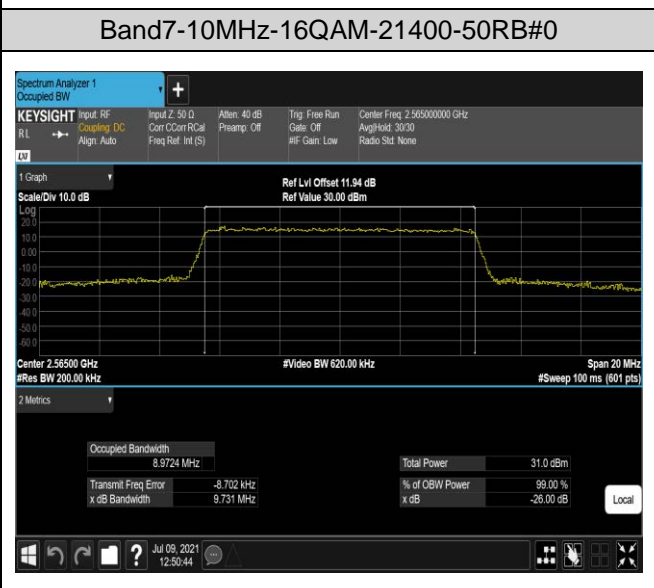 Band7-10MHz-16QAM-21400-50RB#0
Spectrum Analyzer 1
Occupied BW
+
KEYSIGHT Input: RF Input Z: 50 Ω Atten: 40 dB Trig: Free Run Center Freq: 2.565000000 GHz
RL Coupling: DC Corr CCorr RCal Preamp: Off Gate: Off Avg|Hold: 30/30
Align: Auto Freq Ref: Int (S) #IF Gain: Low Radio Std: None
LXI
1 Graph
Ref Lvl Offset 11.94 dB
Scale/Div 10.0 dB Ref Value 30.00 dBm
Log
20.0
10.0
0.00
-10.0
-20.0
-30.0
-40.0
-50.0
-60.0
Center 2.56500 GHz #Video BW 620.00 kHz Span 20 MHz
#Res BW 200.00 kHz #Sweep 100 ms (601 pts)
2 Metrics
Occupied Bandwidth
8.9724 MHz Total Power 31.0 dBm
Transmit Freq Error -8.702 kHz % of OBW Power 99.00 %
x dB Bandwidth 9.731 MHz x dB -26.00 dB
Local
? Jul 09, 2021
12:50:44